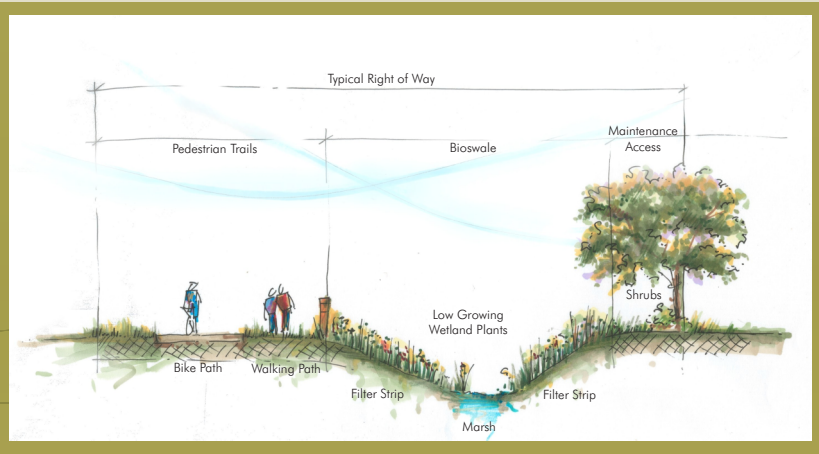 Typical Right of Way
Pedestrian Trails
Bioswale
Maintenance
Access
Shrubs
Low Growing
Wetland Plants
Bike Path
Walking Path
Filter Strip
Filter Strip
Marsh